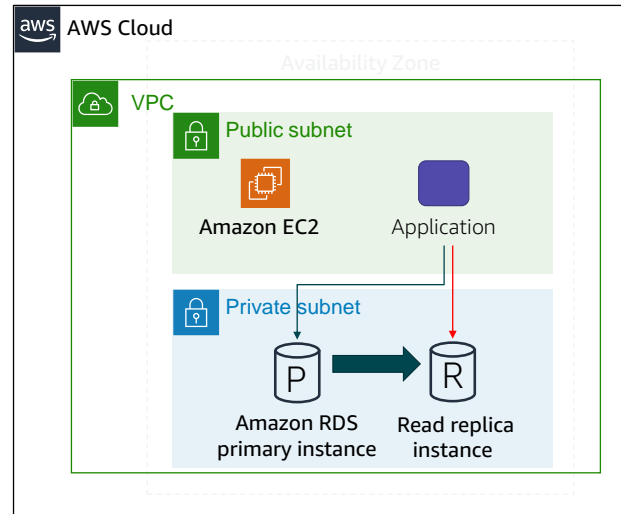 aws
AWS Cloud
Availability Zone
VPC
Public subnet
Amazon EC2
Application
Private subnet
P
R
Amazon RDS
primary instance
Read replica
instance